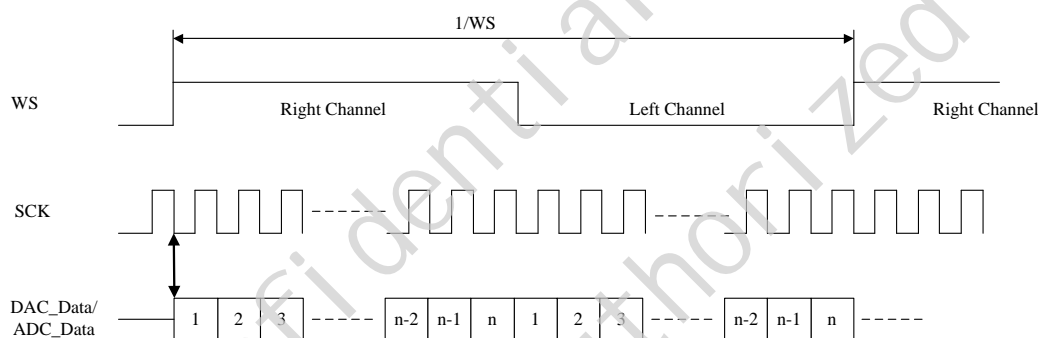 1/WS
WS
Right Channel
Left Channel
Right Channel
SCK
DAC_Data/
ADC_Data
1 2 3 n-2 n-1 n 1 2 3 n-2 n-1 n